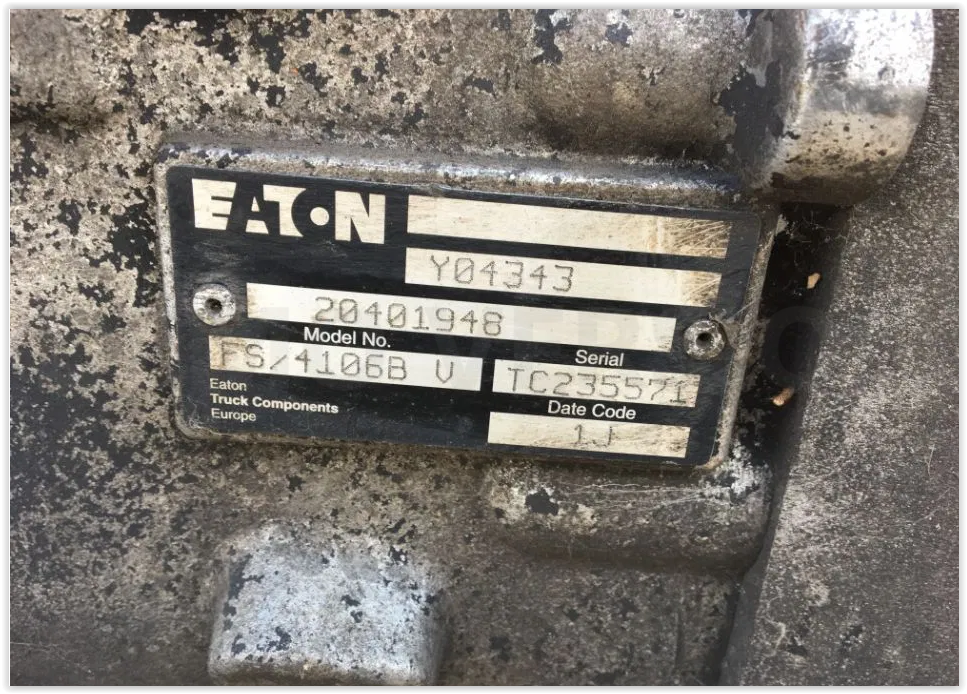 EATON
Y04343
20401948
Model No.
Serial
FS/4106B V
TC235571
Eaton
Truck Components
Europe
Date Code
1J